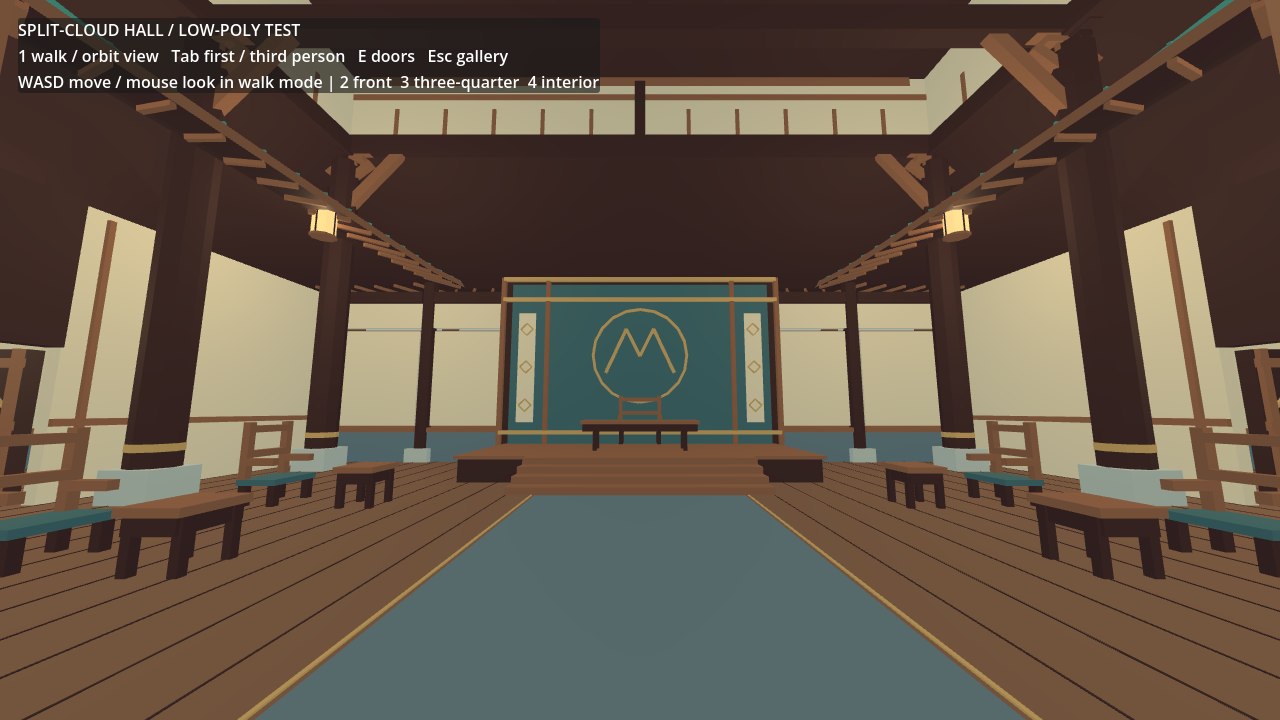 SPLIT-CLOUD HALL / LOW-POLY TEST
1 walk / orbit view   Tab first / third person   E doors   Esc gallery
WASD move / mouse look in walk mode | 2 front  3 three-quarter  4 interior